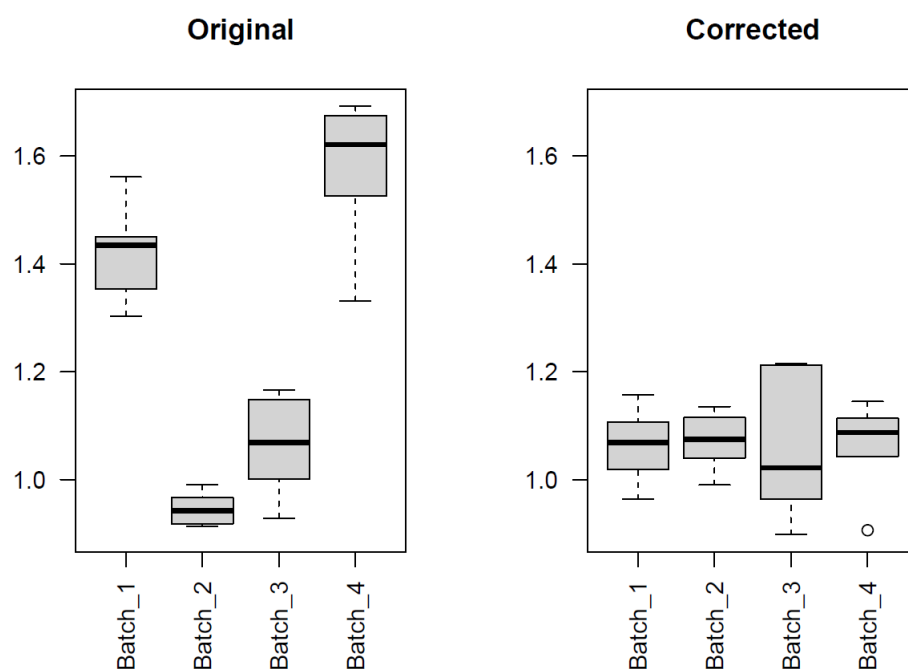 Original
1.6
1.4
1.2
1.0
Batch_1
Batch_2
Batch_3
Batch_4
Corrected
1.6
1.4
1.2
1.0
Batch_1
Batch_2
Batch_3
Batch_4